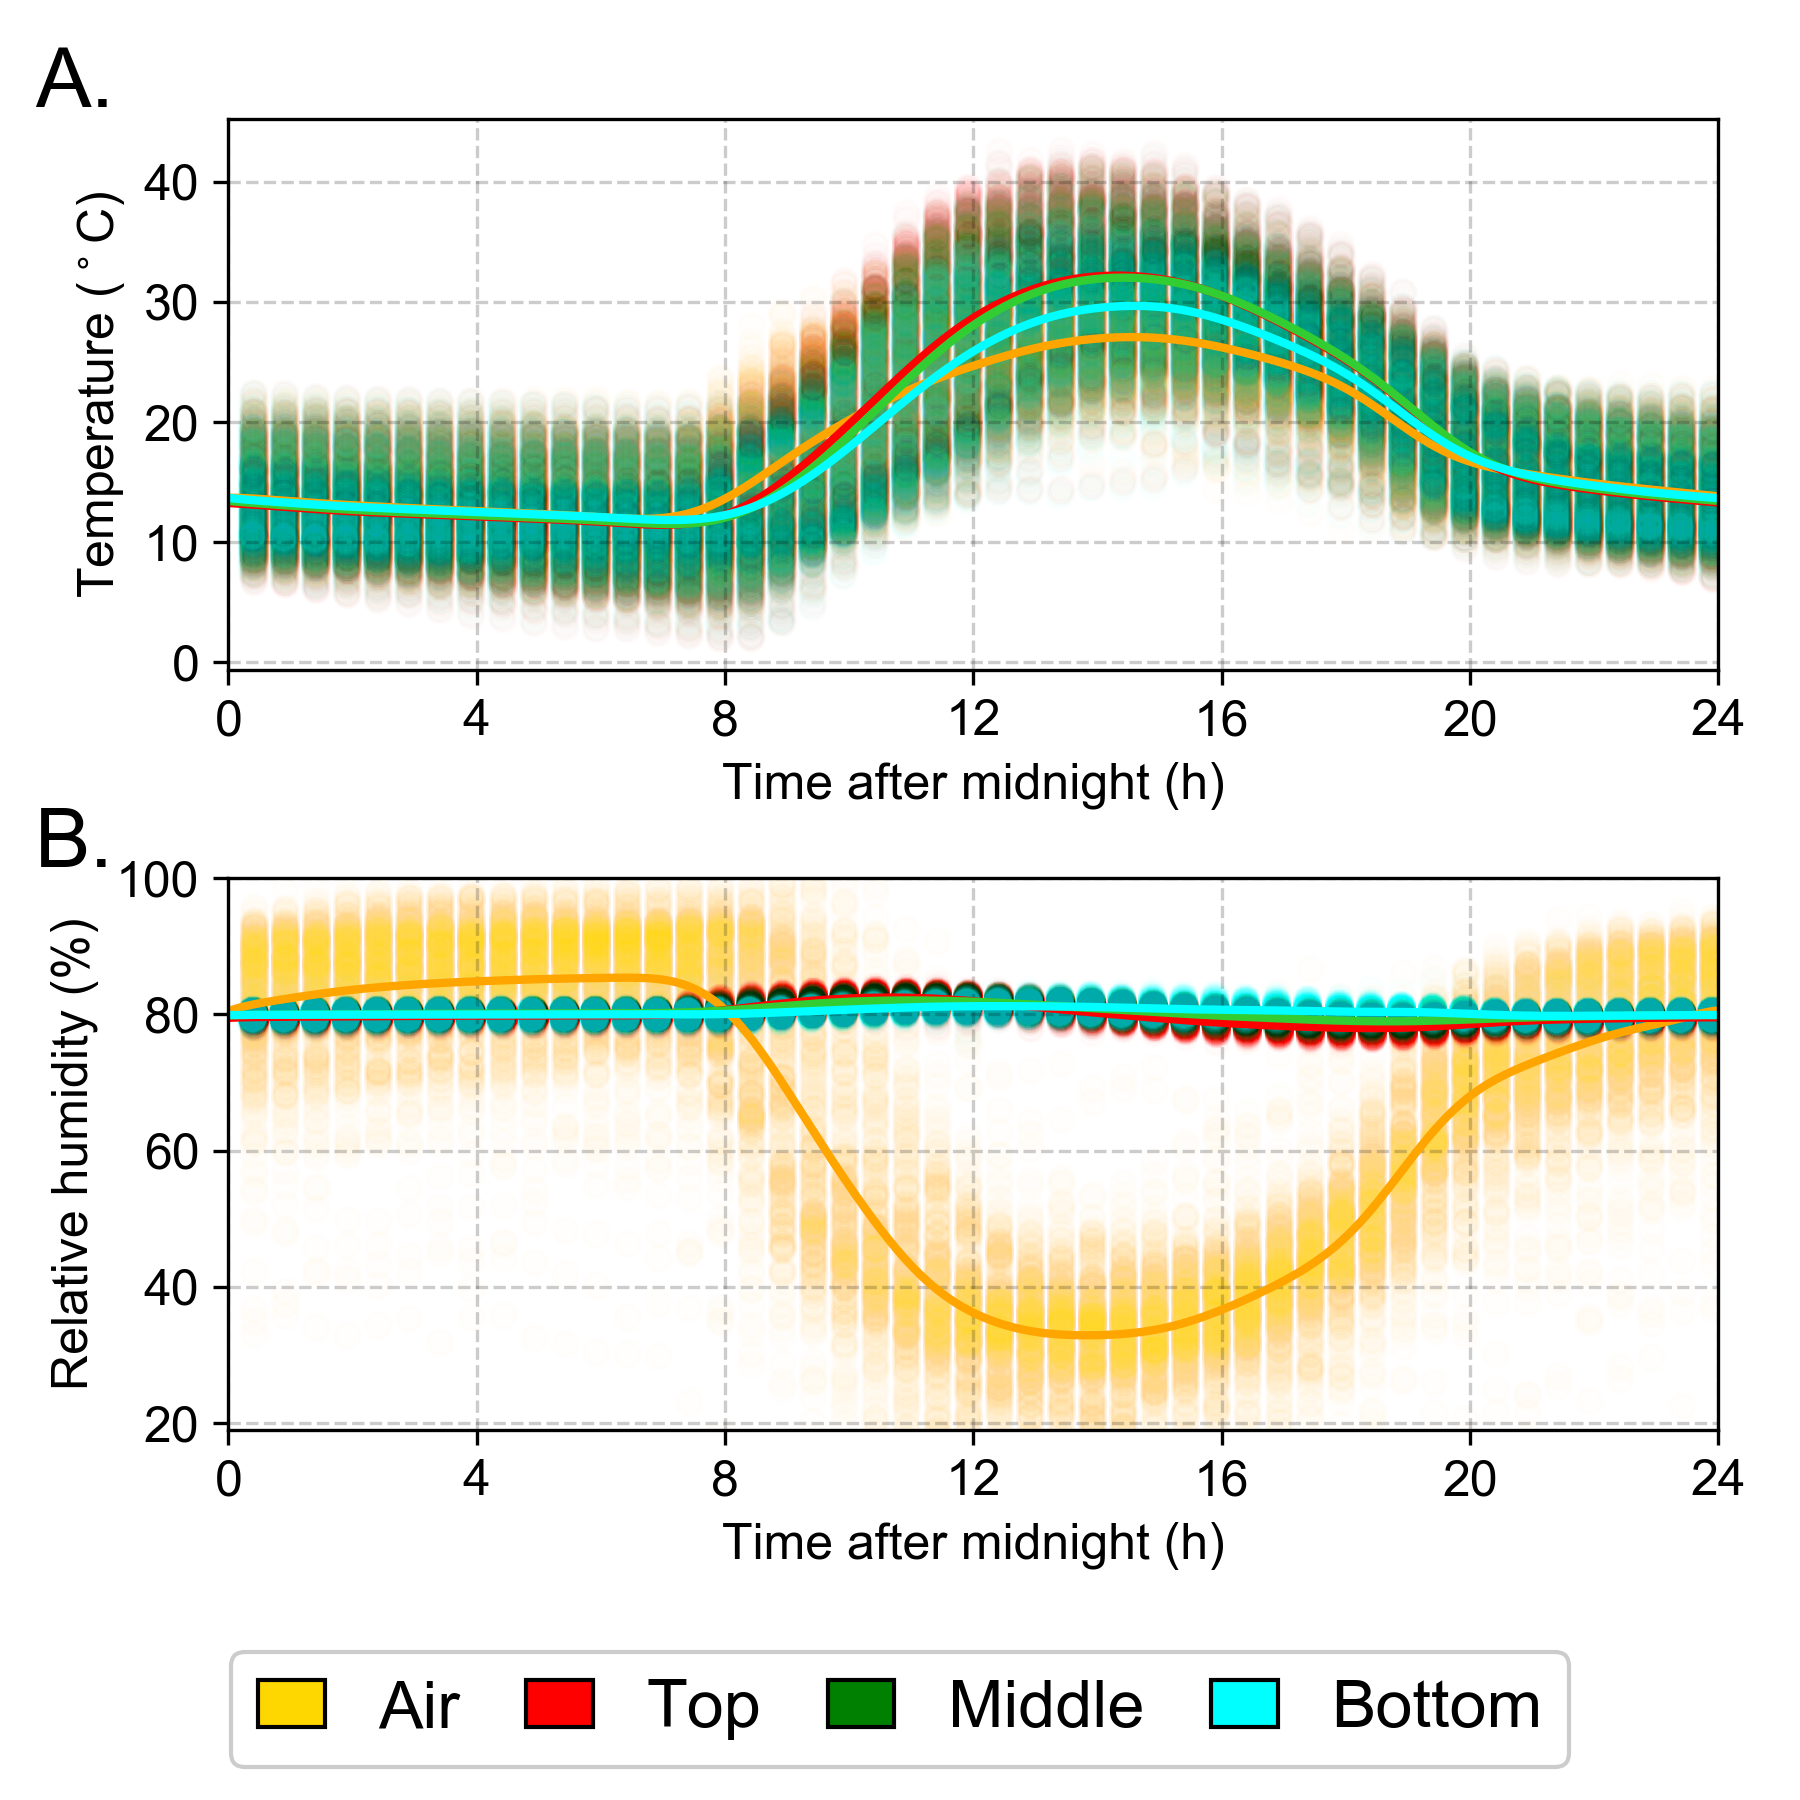 A.
Temperature (°C)
40
30
20
10
0
0 4 8 12 16 20 24
Time after midnight (h)
B.
Relative humidity (%)
100
80
60
40
20
0 4 8 12 16 20 24
Time after midnight (h)
Air Top Middle Bottom